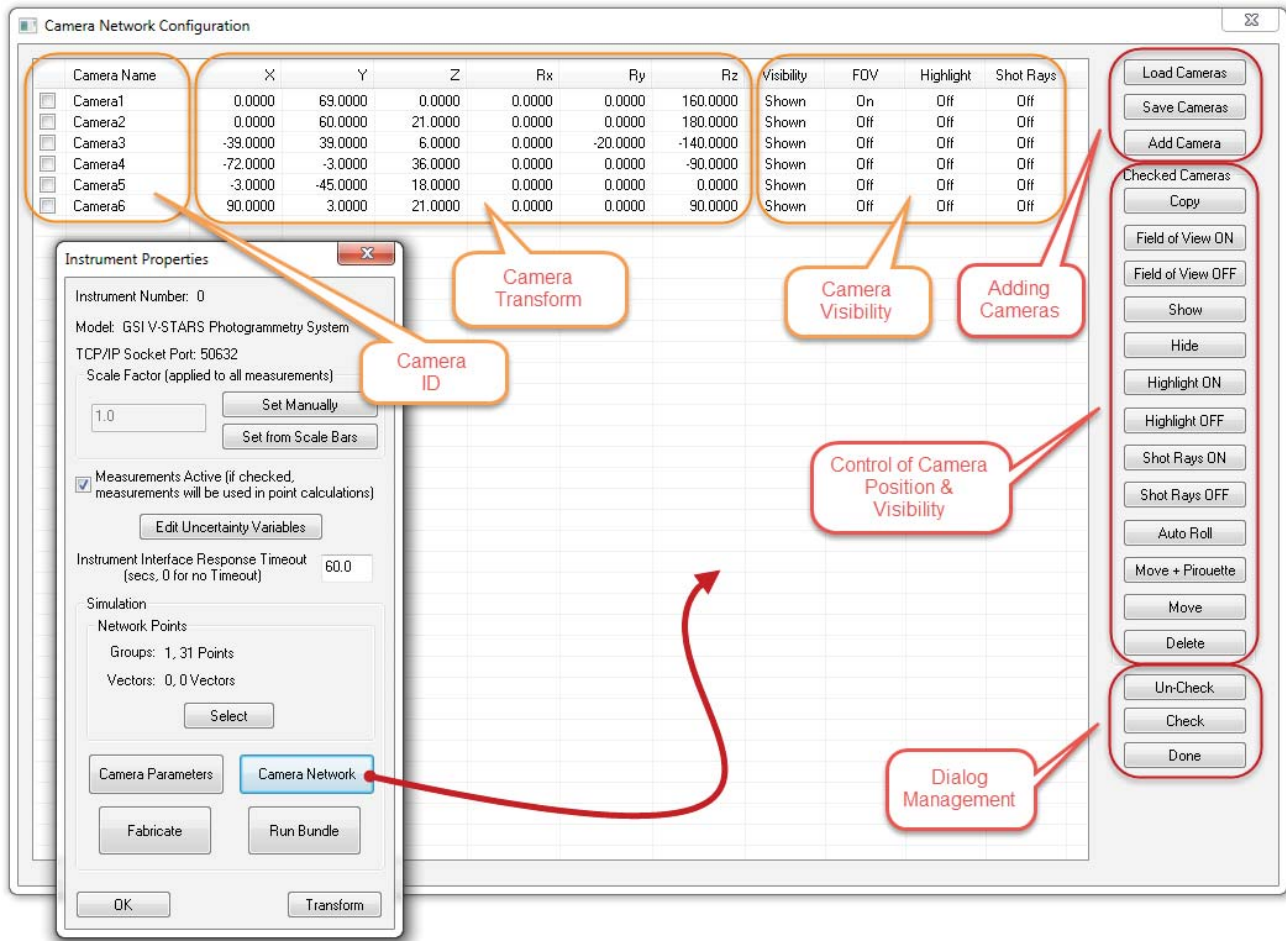 Camera Network Configuration
Camera Name X Y Z Rx Ry Rz Visibility FOV Highlight Shot Rays
Camera1 0.0000 69.0000 0.0000 0.0000 0.0000 160.0000 Shown On Off Off
Camera2 0.0000 60.0000 21.0000 0.0000 0.0000 180.0000 Shown Off Off Off
Camera3 -39.0000 39.0000 6.0000 0.0000 -20.0000 -140.0000 Shown Off Off Off
Camera4 -72.0000 -3.0000 36.0000 0.0000 0.0000 -90.0000 Shown Off Off Off
Camera5 -3.0000 -45.0000 18.0000 0.0000 0.0000 0.0000 Shown Off Off Off
Camera6 90.0000 3.0000 21.0000 0.0000 0.0000 90.0000 Shown Off Off Off
Load Cameras
Save Cameras
Add Camera
Checked Cameras
Copy
Field of View ON
Field of View OFF
Show
Hide
Highlight ON
Highlight OFF
Shot Rays ON
Shot Rays OFF
Auto Roll
Move + Pirouette
Move
Delete
Un-Check
Check
Done
Camera
Transform
Camera
Visibility
Adding
Cameras
Camera
ID
Control of Camera
Position &
Visibility
Dialog
Management
Instrument Properties
Instrument Number: 0
Model: GSI V-STARS Photogrammetry System
TCP/IP Socket Port: 50632
Scale Factor (applied to all measurements)
1.0
Set Manually
Set from Scale Bars
Measurements Active (if checked,
measurements will be used in point calculations)
Edit Uncertainty Variables
Instrument Interface Response Timeout
(secs, 0 for no Timeout)
60.0
Simulation
Network Points
Groups: 1, 31 Points
Vectors: 0, 0 Vectors
Select
Camera Parameters
Camera Network
Fabricate
Run Bundle
OK
Transform